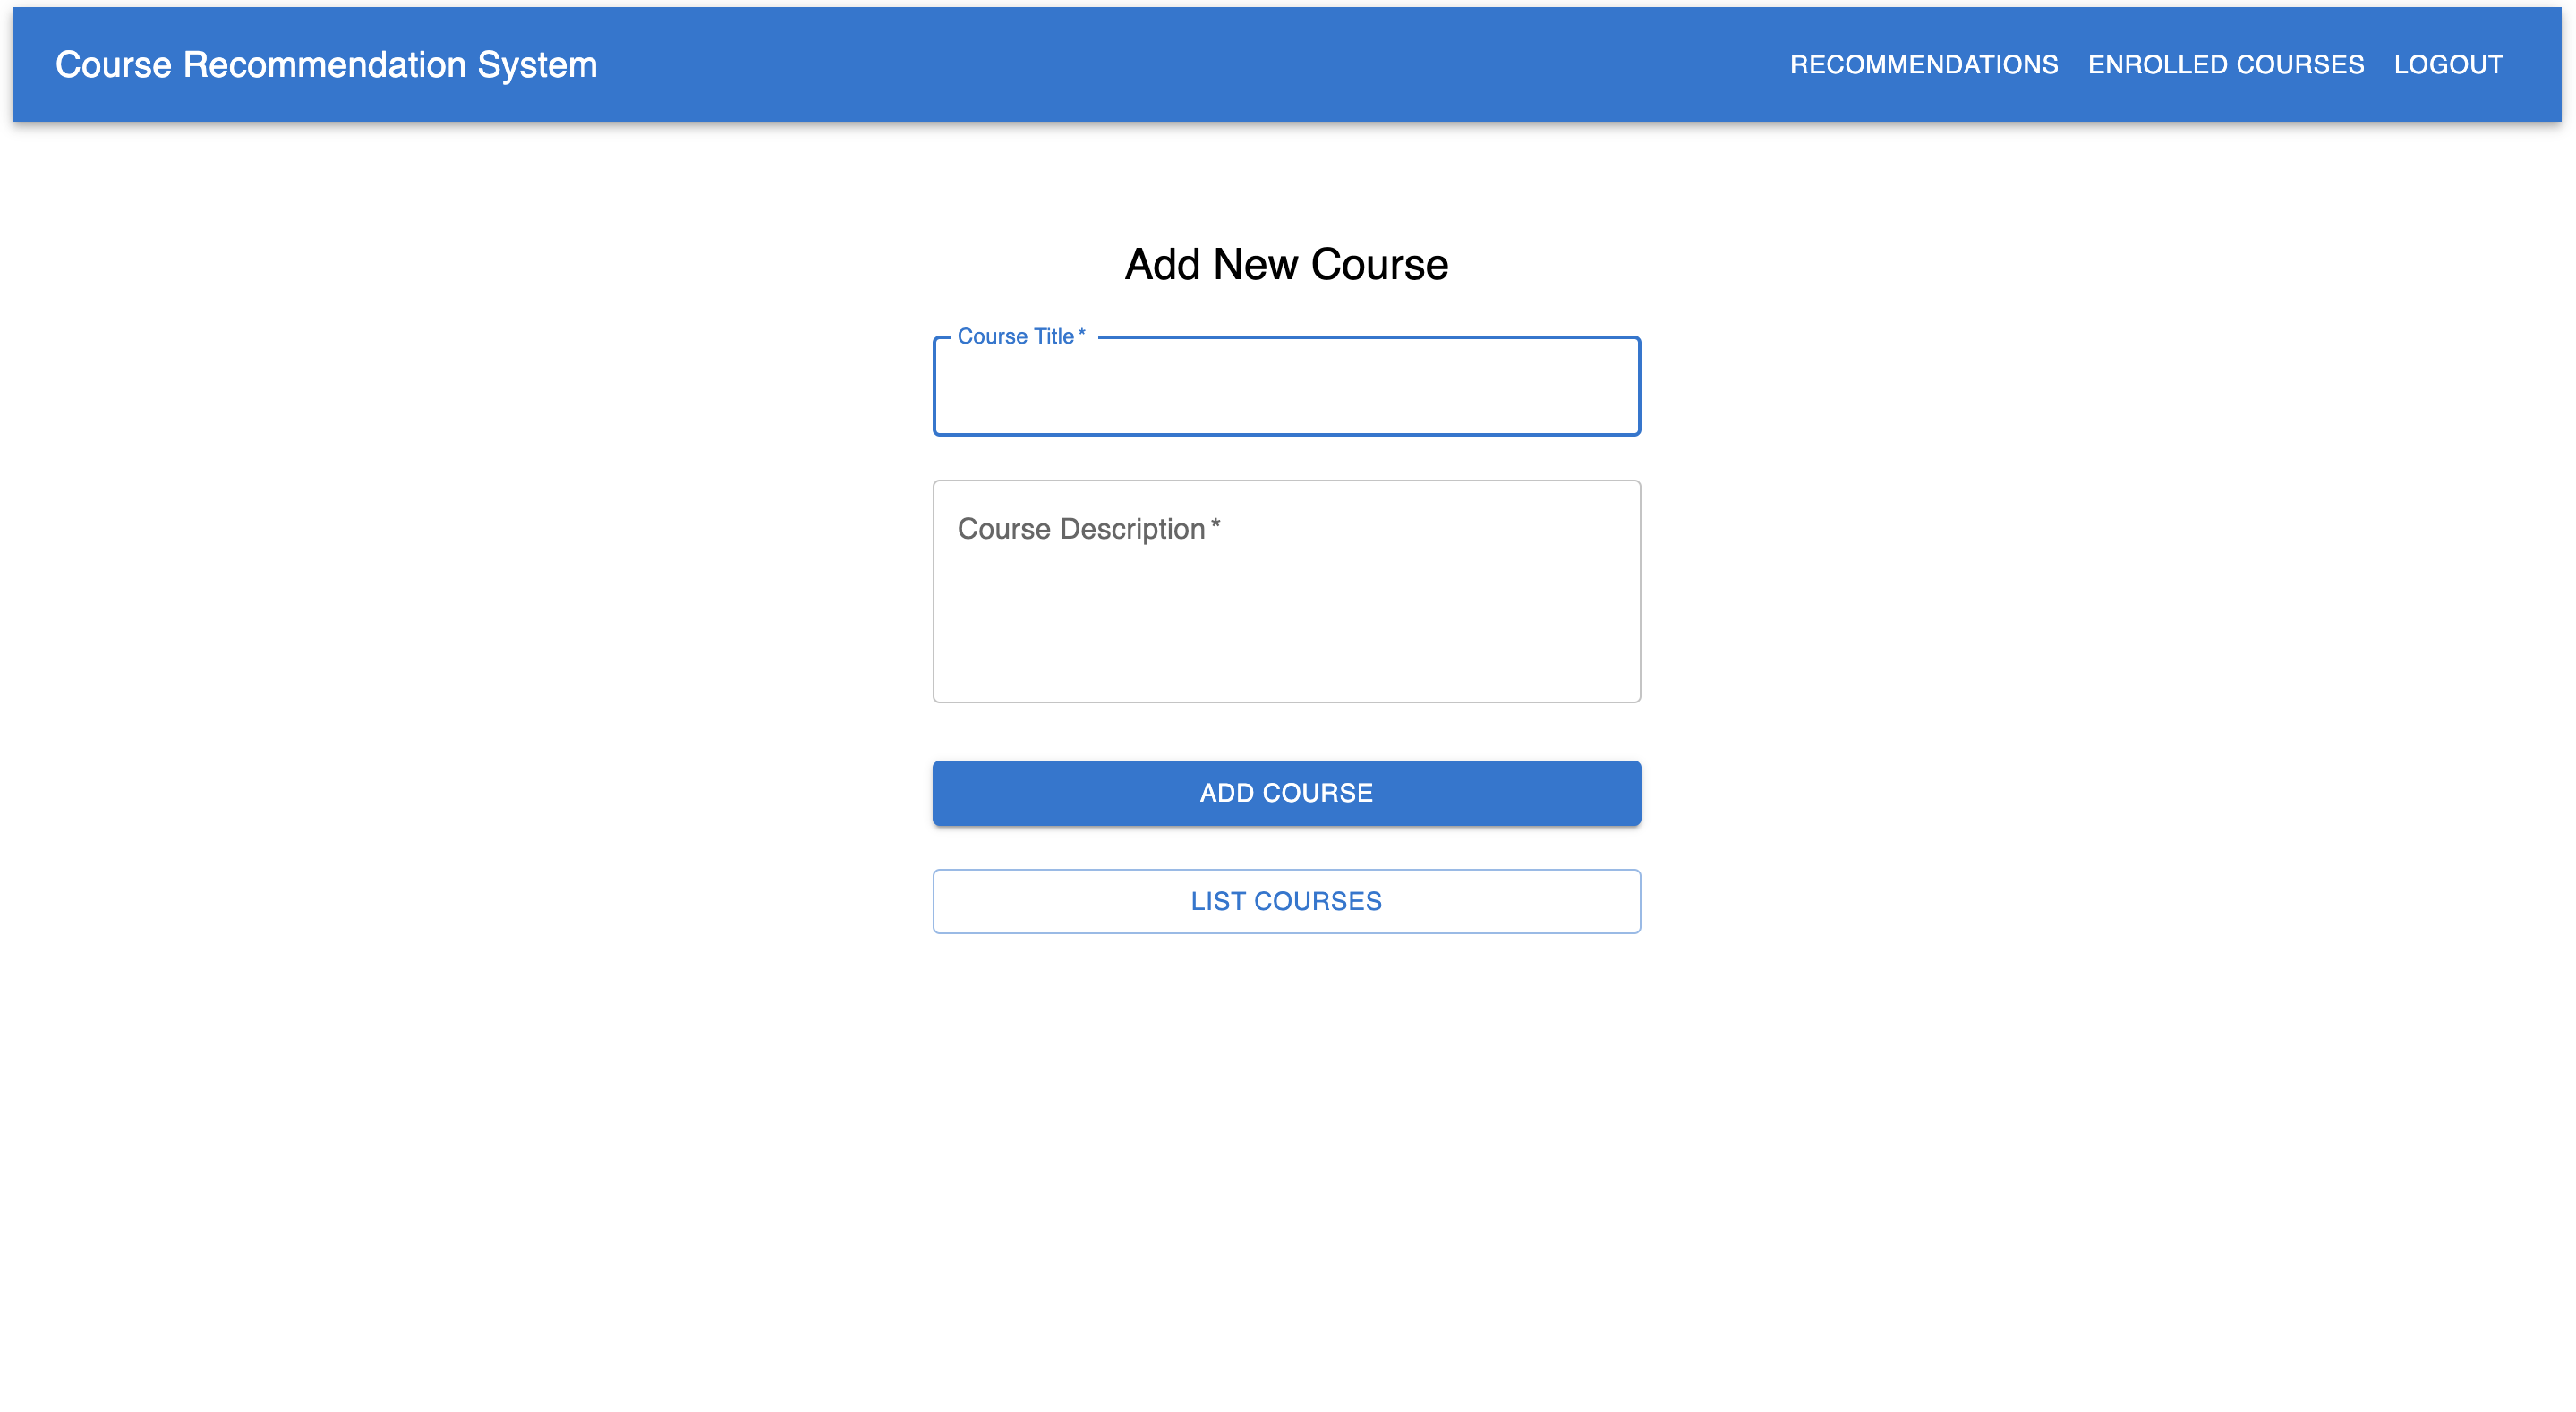 Course Recommendation System
RECOMMENDATIONS ENROLLED COURSES LOGOUT
Add New Course
Course Title *
Course Description *
ADD COURSE
LIST COURSES